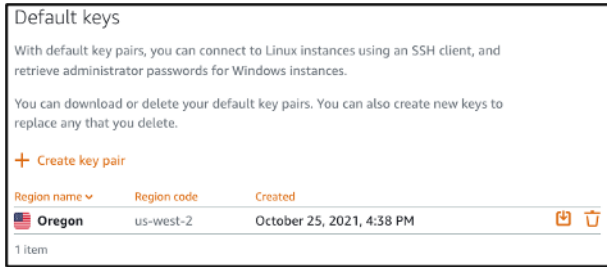 Default keys
With default key pairs, you can connect to Linux instances using an SSH client, and
retrieve administrator passwords for Windows instances.
You can download or delete your default key pairs. You can also create new keys to
replace any that you delete.
+ Create key pair
Region name Region code Created
Oregon us-west-2 October 25, 2021, 4:38 PM
1 item